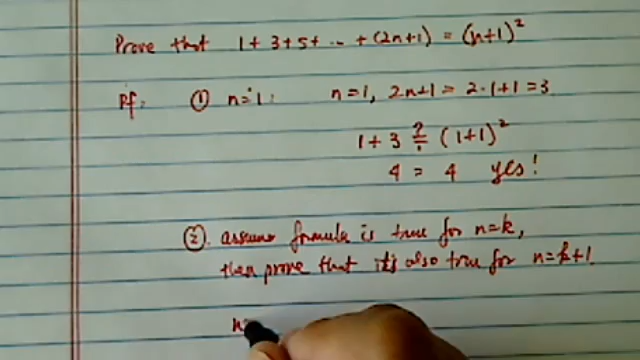 Prove that 1 + 3 + 5 + ... + (2n+1) = (n+1)²
Pf: ① n=1: n=1, 2n+1 = 2·1+1 = 3
1 + 3 ≟ (1+1)²
4 = 4 yes!
②. assume formula is true for n=k,
then prove that it's also true for n=k+1
n=